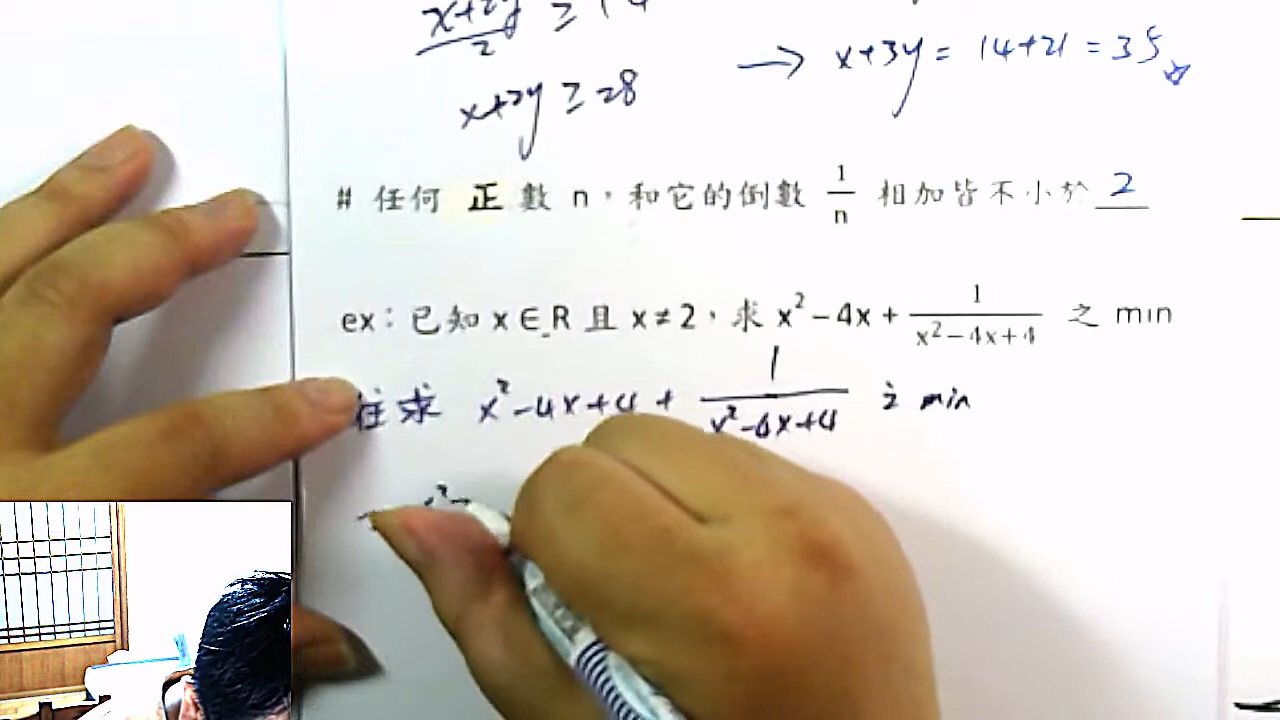 x+2y/2 ≥ 14
→ x+3y = 14+21 = 35
x+2y ≥ 28
# 任何 正 數 n，和它的倒數 1/n 相加皆不小於 2
ex：已知 x∈R 且 x≠2，求 x²−4x+ 1/(x²−4x+4) 之 min
求 x²-4x+4 + 1/(x²-4x+4) 之 min